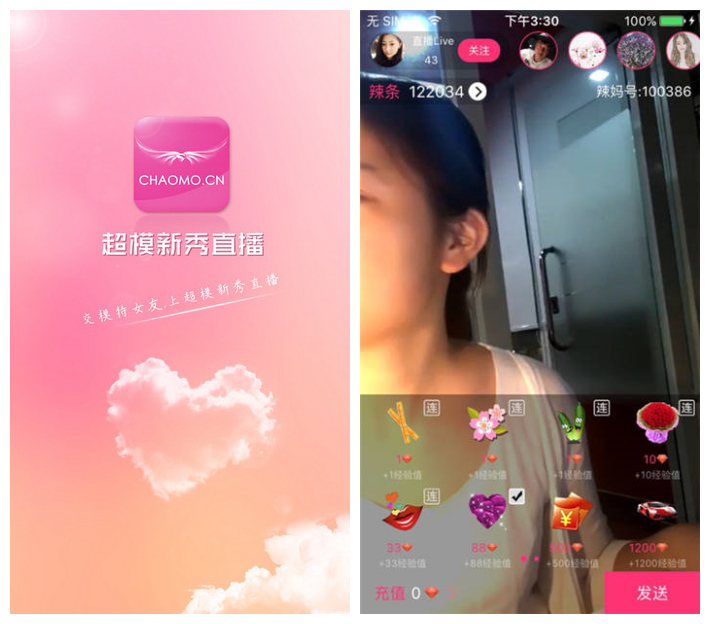 CHAOMO.CN
超模新秀直播
交模特女友,上超模新秀直播
无 SIM
下午3:30
100%
直播Live
43
关注
辣条 122034
辣妈号:100386
连 连 连 连
1 1 1 10
+1经验值 +1经验值 +1经验值 +10经验值
连
33 88 500 1200
+33经验值 +88经验值 +500经验值 +1200经验值
充值 0
发送